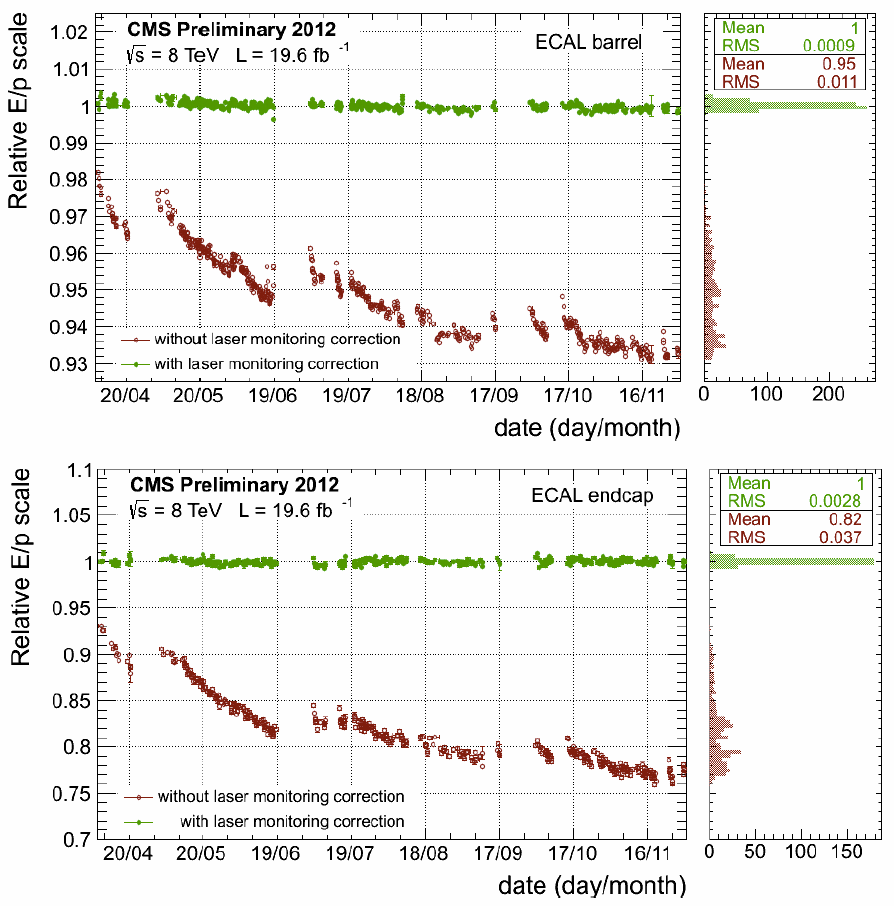 CMS Preliminary 2012
√s = 8 TeV L = 19.6 fb -1
ECAL barrel
Relative E/p scale
1.02
1.02
1.01
1
0.99
0.98
0.97
0.96
0.95
0.94
0.93
without laser monitoring correction
with laser monitoring correction
20/04 20/05 19/06 19/07 18/08 17/09 17/10 16/11
date (day/month)
Mean 1
RMS 0.0009
Mean 0.95
RMS 0.011
0 100 200
CMS Preliminary 2012
√s = 8 TeV L = 19.6 fb -1
ECAL endcap
Relative E/p scale
1.1
1.05
1
0.95
0.9
0.85
0.8
0.75
0.7
without laser monitoring correction
with laser monitoring correction
20/04 20/05 19/06 19/07 18/08 17/09 17/10 16/11
date (day/month)
Mean 1
RMS 0.0028
Mean 0.82
RMS 0.037
0 50 100 150